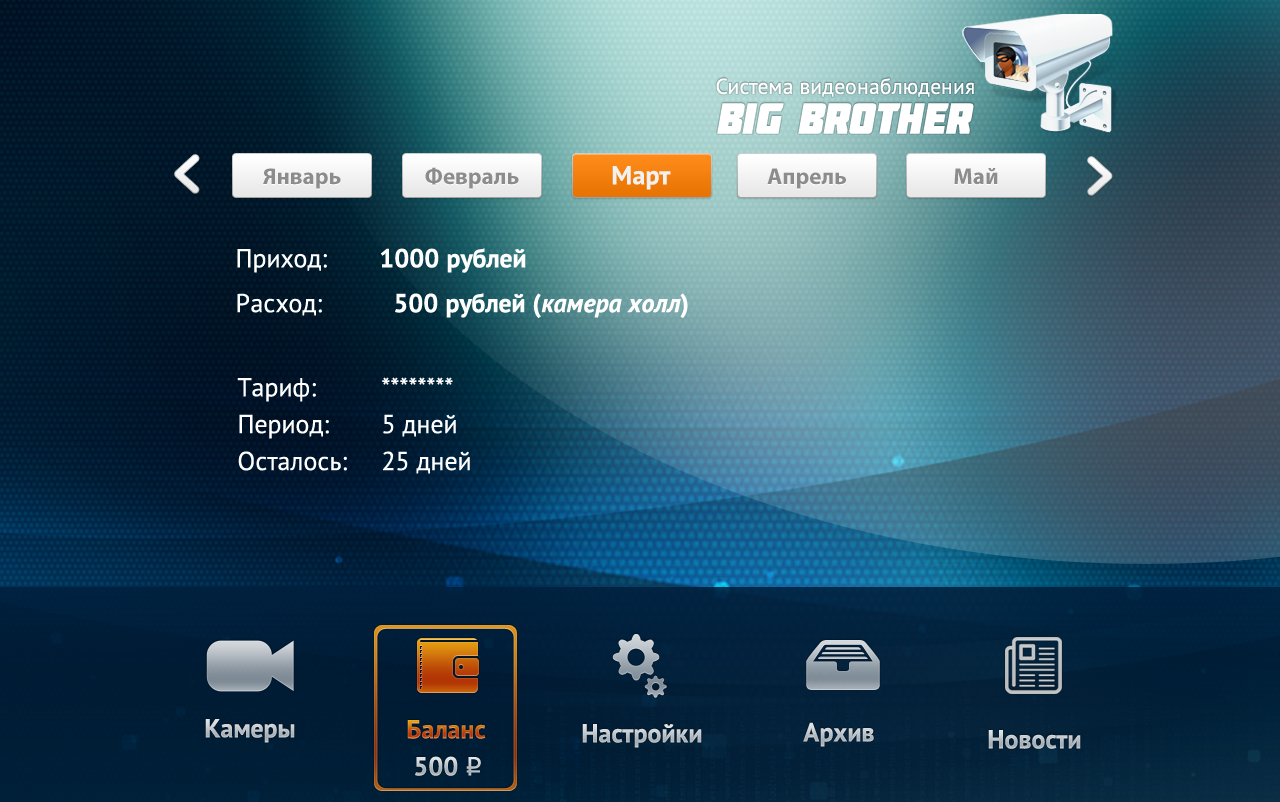 Система видеонаблюдения
BIG BROTHER
Январь Февраль Март Апрель Май
Приход: 1000 рублей
Расход: 500 рублей (камера холл)
Тариф: ********
Период: 5 дней
Осталось: 25 дней
Камеры Баланс Настройки Архив Новости
500 ₽